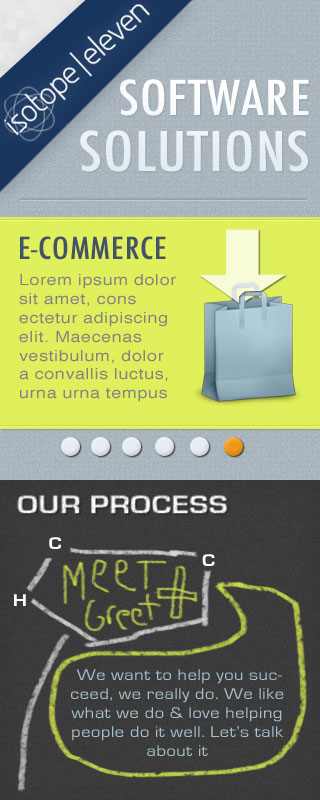 isotope|eleven
SOFTWARE
SOLUTIONS
E-COMMERCE
Lorem ipsum dolor
sit amet, cons
ectetur adipiscing
elit. Maecenas
vestibulum, dolor
a convallis luctus,
urna urna tempus
OUR PROCESS
C
C
H
MEET +
Greet
We want to help you suc-
ceed, we really do. We like
what we do & love helping
people do it well. Let's talk
about it